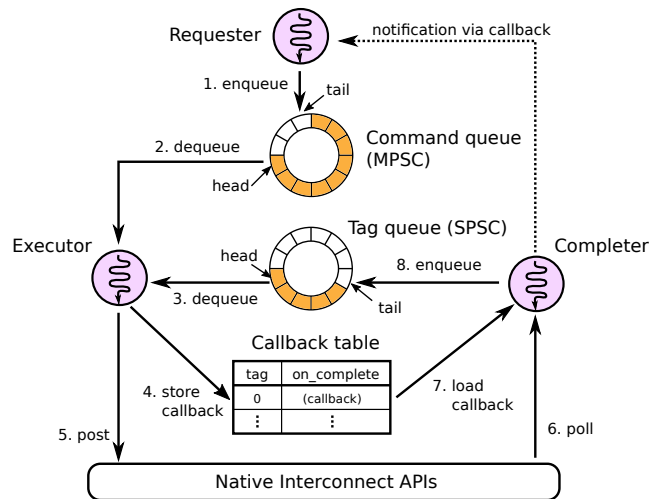 Requester
notification via callback
1. enqueue
tail
2. dequeue
Command queue
(MPSC)
head
Tag queue (SPSC)
Executor
Completer
head
8. enqueue
3. dequeue
tail
Callback table
tag on_complete
0 (callback)
⋮ ⋮
4. store
callback
7. load
callback
5. post
6. poll
Native Interconnect APIs